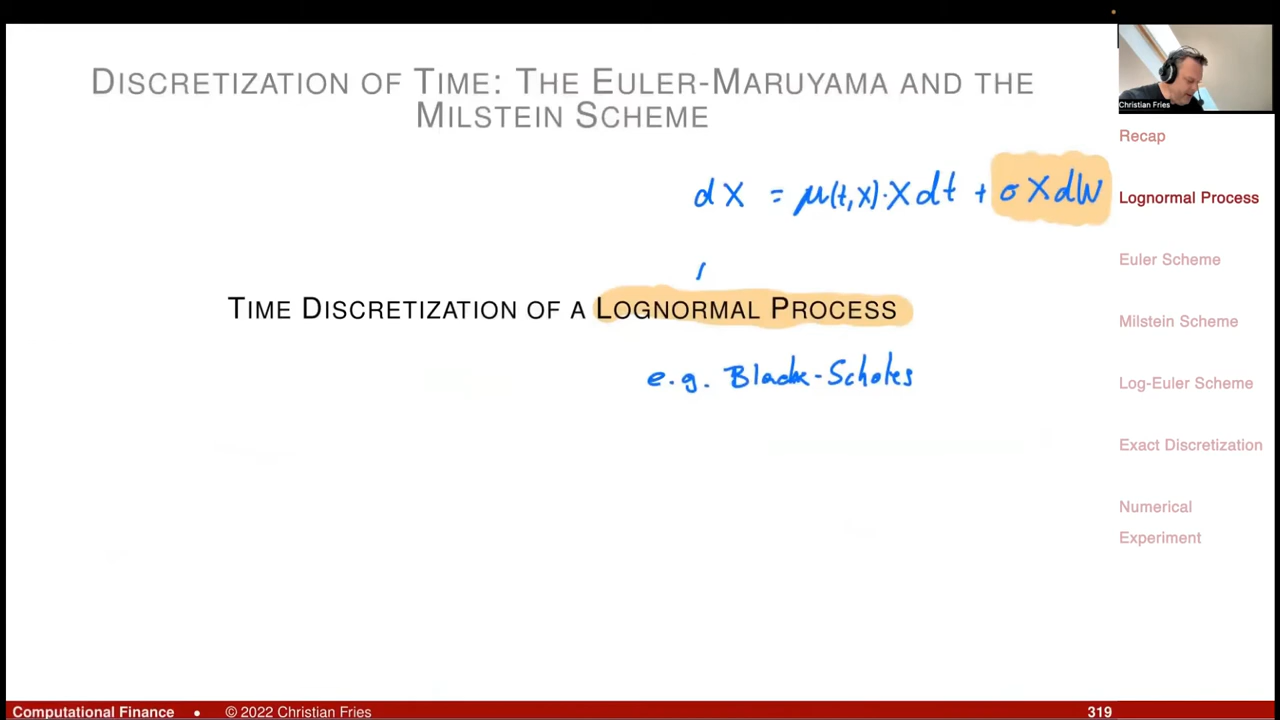 DISCRETIZATION OF TIME: THE EULER-MARUYAMA AND THE
MILSTEIN SCHEME
Christian Fries
Recap
dX = μ(t,X)·X dt + σ X dW
Lognormal Process
Euler Scheme
TIME DISCRETIZATION OF A LOGNORMAL PROCESS
Milstein Scheme
e.g. Black-Scholes
Log-Euler Scheme
Exact Discretization
Numerical
Experiment
Computational Finance • © 2022 Christian Fries 319